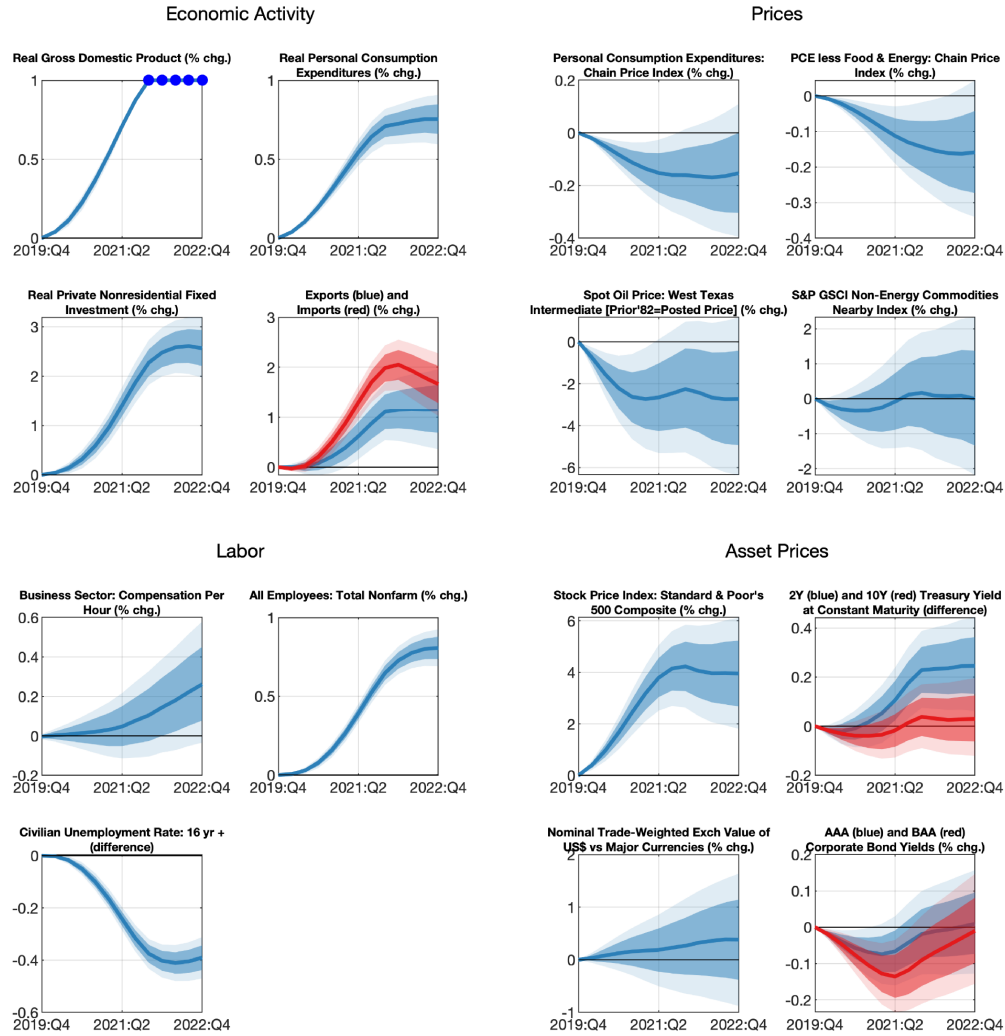 Economic Activity
Real Gross Domestic Product (% chg.)
1
0.5
0
2019:Q4 2021:Q2 2022:Q4
Real Personal Consumption
Expenditures (% chg.)
1
0.5
0
2019:Q4 2021:Q2 2022:Q4
Real Private Nonresidential Fixed
Investment (% chg.)
3
2
1
0
2019:Q4 2021:Q2 2022:Q4
Exports (blue) and
Imports (red) (% chg.)
3
2
1
0
2019:Q4 2021:Q2 2022:Q4
Prices
Personal Consumption Expenditures:
Chain Price Index (% chg.)
0.2
0
-0.2
-0.4
2019:Q4 2021:Q2 2022:Q4
PCE less Food & Energy: Chain Price
Index (% chg.)
0
-0.1
-0.2
-0.3
-0.4
2019:Q4 2021:Q2 2022:Q4
Spot Oil Price: West Texas
Intermediate [Prior'82=Posted Price] (% chg.)
0
-2
-4
-6
2019:Q4 2021:Q2 2022:Q4
S&P GSCI Non-Energy Commodities
Nearby Index (% chg.)
2
1
0
-1
-2
2019:Q4 2021:Q2 2022:Q4
Labor
Business Sector: Compensation Per
Hour (% chg.)
0.6
0.4
0.2
0
-0.2
2019:Q4 2021:Q2 2022:Q4
All Employees: Total Nonfarm (% chg.)
1
0.5
0
2019:Q4 2021:Q2 2022:Q4
Civilian Unemployment Rate: 16 yr +
(difference)
0
-0.2
-0.4
-0.6
2019:Q4 2021:Q2 2022:Q4
Asset Prices
Stock Price Index: Standard & Poor's
500 Composite (% chg.)
6
4
2
0
2019:Q4 2021:Q2 2022:Q4
2Y (blue) and 10Y (red) Treasury Yield
at Constant Maturity (difference)
0.4
0.2
0
-0.2
2019:Q4 2021:Q2 2022:Q4
Nominal Trade-Weighted Exch Value of
US$ vs Major Currencies (% chg.)
2
1
0
-1
2019:Q4 2021:Q2 2022:Q4
AAA (blue) and BAA (red)
Corporate Bond Yields (% chg.)
0.2
0.1
0
-0.1
-0.2
2019:Q4 2021:Q2 2022:Q4